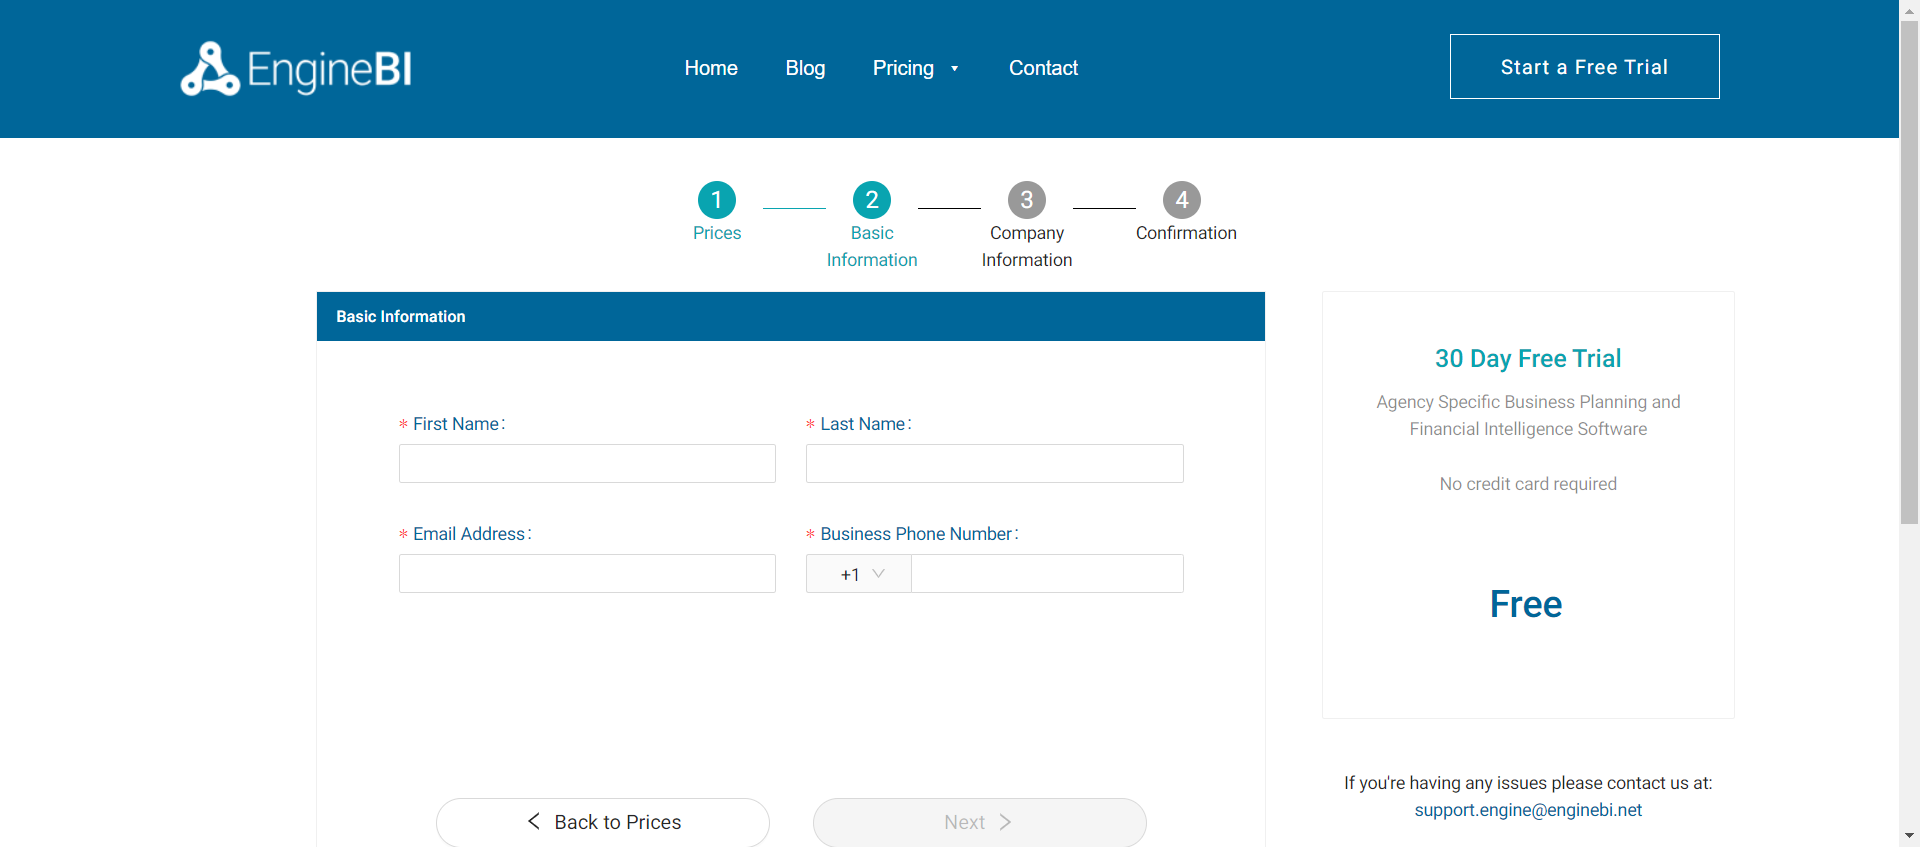 EngineBI
Home
Blog
Pricing
Contact
Start a Free Trial
1
Prices
2
Basic
Information
3
Company
Information
4
Confirmation
Basic Information
* First Name:
* Last Name:
* Email Address:
* Business Phone Number:
+1
< Back to Prices
Next >
30 Day Free Trial
Agency Specific Business Planning and
Financial Intelligence Software
No credit card required
Free
If you're having any issues please contact us at:
support.engine@enginebi.net